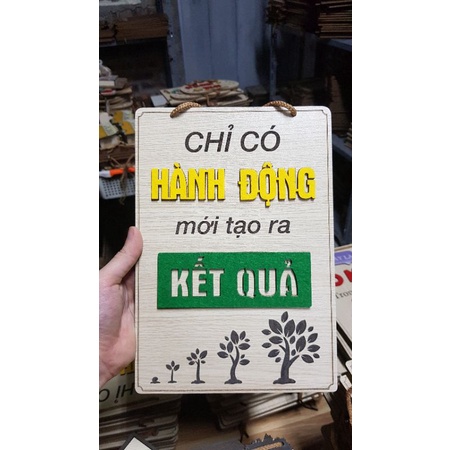 CHỈ CÓ
HÀNH ĐỘNG
mới tạo ra
KẾT QUẢ